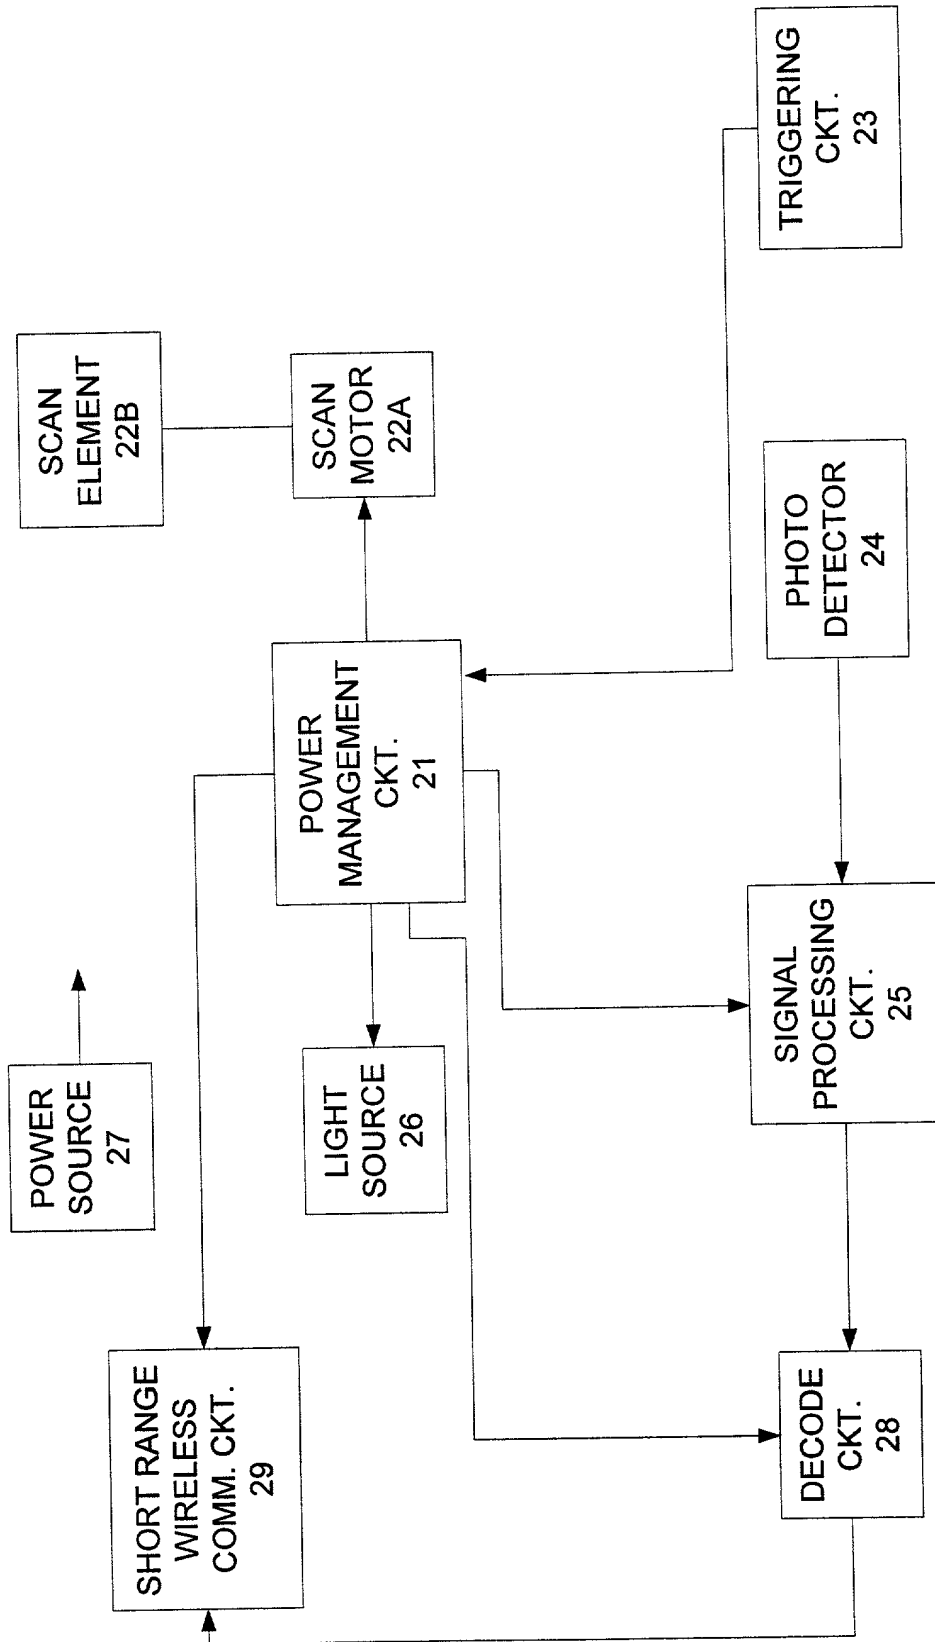 SHORT RANGE
WIRELESS
COMM. CKT.
29
POWER
SOURCE
27
SCAN
ELEMENT
22B
LIGHT
SOURCE
26
POWER
MANAGEMENT
CKT.
21
SCAN
MOTOR
22A
DECODE
CKT.
28
SIGNAL
PROCESSING
CKT.
25
PHOTO
DETECTOR
24
TRIGGERING
CKT.
23